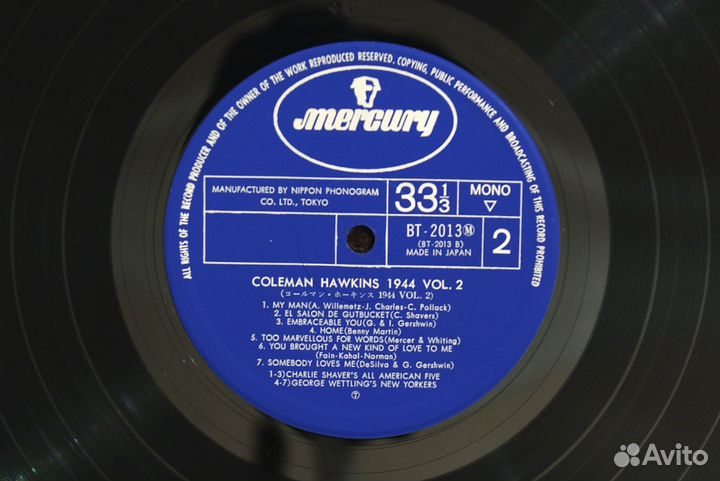 ALL RIGHTS OF THE RECORD PRODUCER AND OF THE OWNER OF THE WORK REPRODUCED RESERVED. COPYING, PUBLIC PERFORMANCE AND BROADCASTING OF THIS RECORD PROHIBITED
mercury
MANUFACTURED BY NIPPON PHONOGRAM
CO. LTD., TOKYO
33 1/3
MONO
▽
BT-2013Ⓜ
(BT-2013 B)
MADE IN JAPAN
2
COLEMAN HAWKINS 1944 VOL. 2
(コールマン・ホーキンス 1944 VOL. 2)
1. MY MAN(A. Willemetz-J. Charles-C. Pollack)
2. EL SALON DE GUTBUCKET(C. Shavers)
3. EMBRACEABLE YOU(G. & I. Gershwin)
4. HOME(Benny Martin)
5. TOO MARVELLOUS FOR WORDS(Mercer & Whiting)
6. YOU BROUGHT A NEW KIND OF LOVE TO ME
(Fain-Kahal-Norman)
7. SOMEBODY LOVES ME(DeSilva & G. Gershwin)
1-3)CHARLIE SHAVER'S ALL AMERICAN FIVE
4-7)GEORGE WETTLING'S NEW YORKERS
⑦
Avito